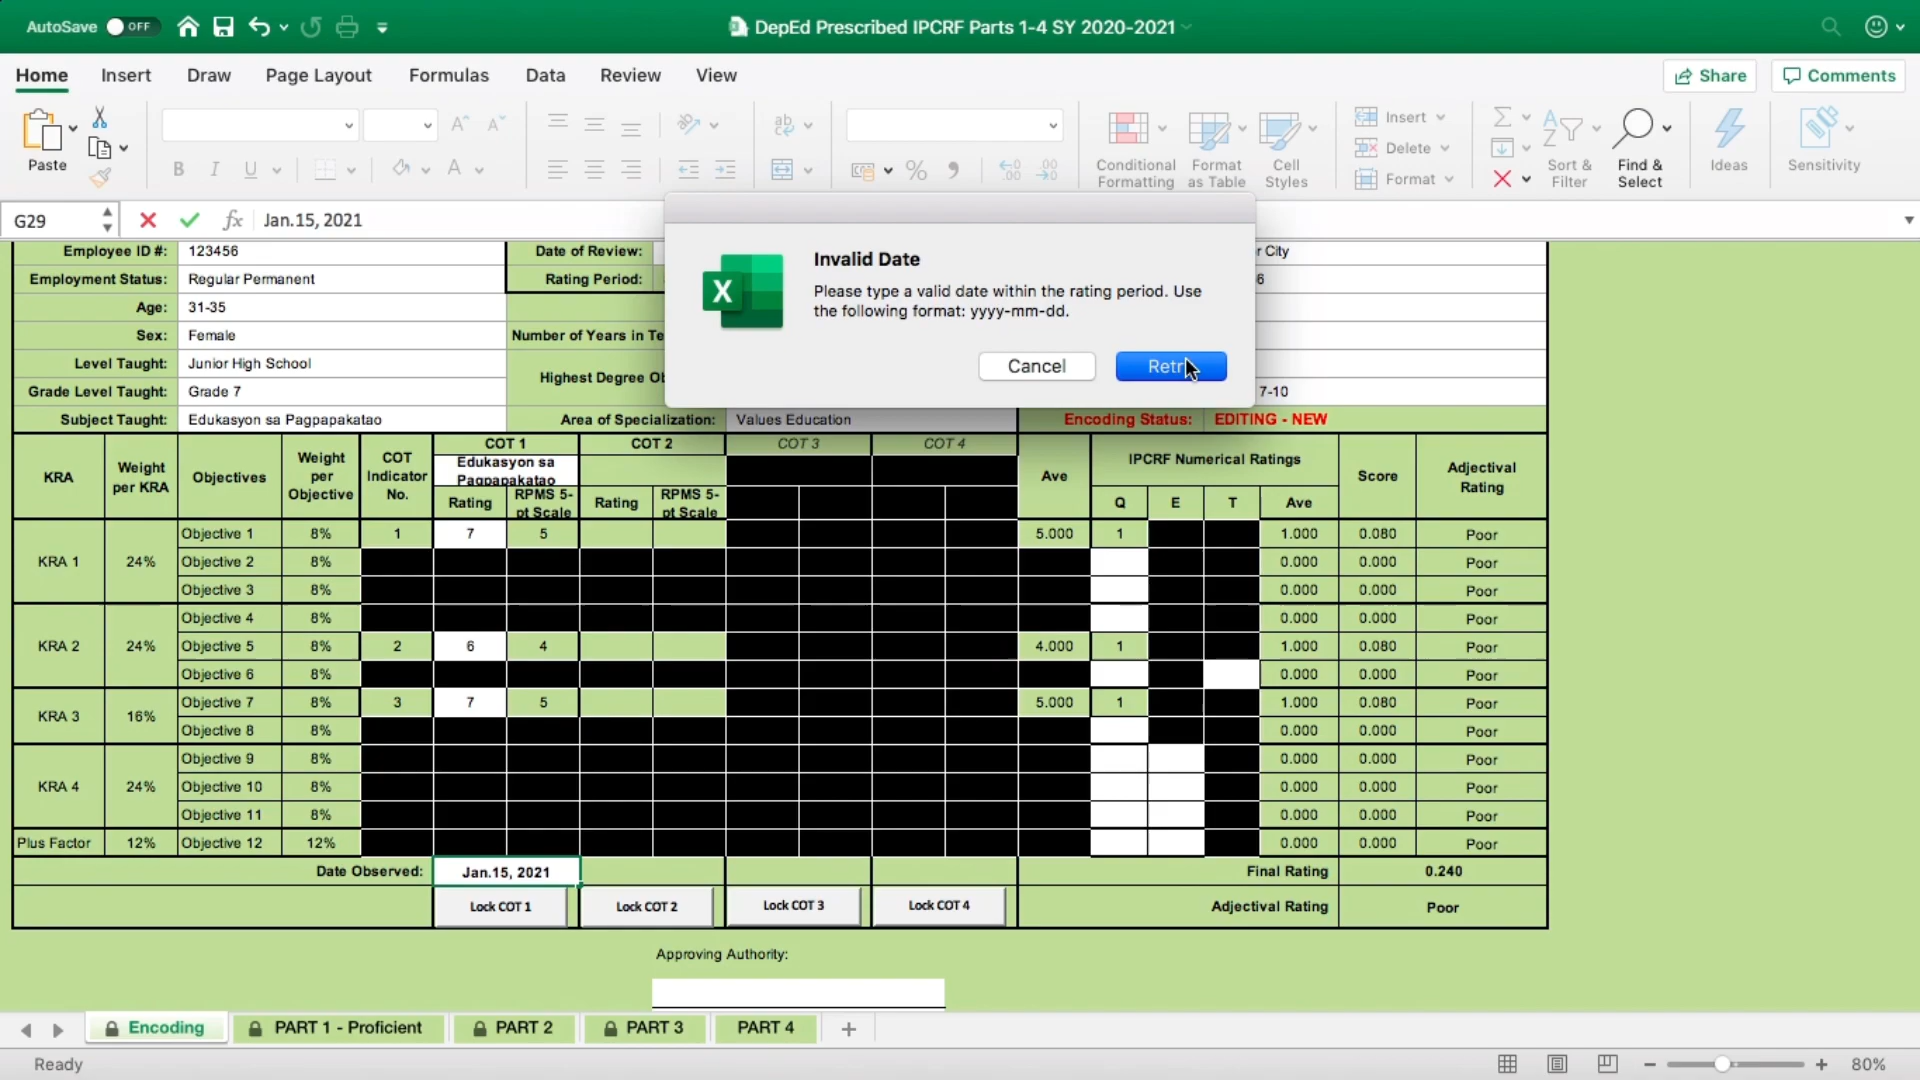 AutoSave OFF DepEd Prescribed IPCRF Parts 1-4 SY 2020-2021
Home Insert Draw Page Layout Formulas Data Review View Share Comments
Paste B I U A % Conditional Formatting Format as Table Cell Styles Insert Delete Format Sort & Filter Find & Select Ideas Sensitivity
G29 fx Jan.15, 2021
Invalid Date
Please type a valid date within the rating period. Use
the following format: yyyy-mm-dd.
Cancel
Employee ID #: 123456 Date of Review: City
Employment Status: Regular Permanent Rating Period:
Age: 31-35
Sex: Female Number of Years in
Level Taught: Junior High School
Highest Degree
Grade Level Taught: Grade 7 7-10
Subject Taught: Edukasyon sa Pagpapakatao Area of Specialization: Values Education Encoding Status: EDITING - NEW
KRA Weight per KRA Objectives Weight per Objective COT Indicator No. COT 1 COT 2 COT 3 COT 4 Ave IPCRF Numerical Ratings Score Adjectival Rating
Edukasyon sa Pagpapakatao
Rating RPMS 5-pt Scale Rating RPMS 5-pt Scale Q E T Ave
KRA 1 24% Objective 1 8% 1 7 5 5.000 1 1.000 0.080 Poor
Objective 2 8% 0.000 0.000 Poor
Objective 3 8% 0.000 0.000 Poor
KRA 2 24% Objective 4 8% 0.000 0.000 Poor
Objective 5 8% 2 6 4 4.000 1 1.000 0.080 Poor
Objective 6 8% 0.000 0.000 Poor
KRA 3 16% Objective 7 8% 3 7 5 5.000 1 1.000 0.080 Poor
Objective 8 8% 0.000 0.000 Poor
KRA 4 24% Objective 9 8% 0.000 0.000 Poor
Objective 10 8% 0.000 0.000 Poor
Objective 11 8% 0.000 0.000 Poor
Plus Factor 12% Objective 12 12% 0.000 0.000 Poor
Date Observed: Jan.15, 2021 Final Rating 0.240
Lock COT 1 Lock COT 2 Lock COT 3 Lock COT 4 Adjectival Rating Poor
Approving Authority:
Encoding PART 1 - Proficient PART 2 PART 3 PART 4 +
Ready 80%